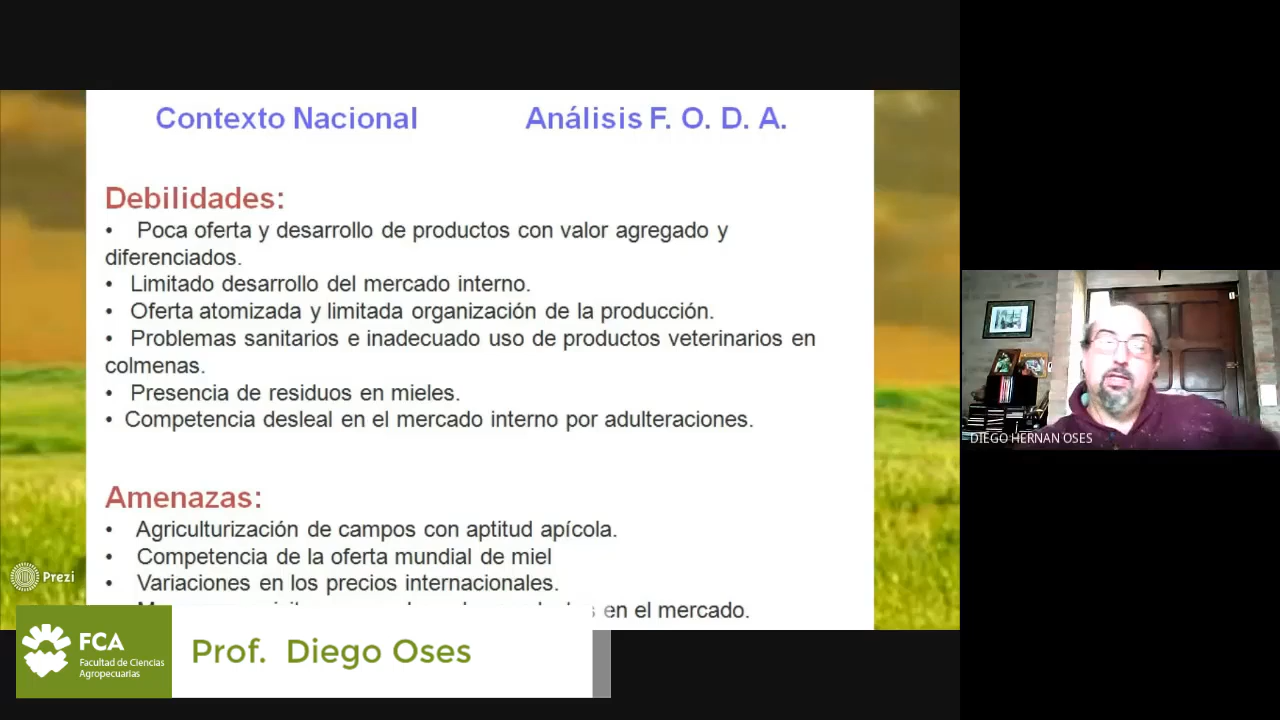 Contexto Nacional Análisis F. O. D. A.
Debilidades:
• Poca oferta y desarrollo de productos con valor agregado y
diferenciados.
• Limitado desarrollo del mercado interno.
• Oferta atomizada y limitada organización de la producción.
• Problemas sanitarios e inadecuado uso de productos veterinarios en
colmenas.
• Presencia de residuos en mieles.
• Competencia desleal en el mercado interno por adulteraciones.
Amenazas:
• Agriculturización de campos con aptitud apícola.
• Competencia de la oferta mundial de miel
• Variaciones en los precios internacionales.
en el mercado.
Prezi
FCA
Facultad de Ciencias
Agropecuarias
Prof. Diego Oses
DIEGO HERNAN OSES